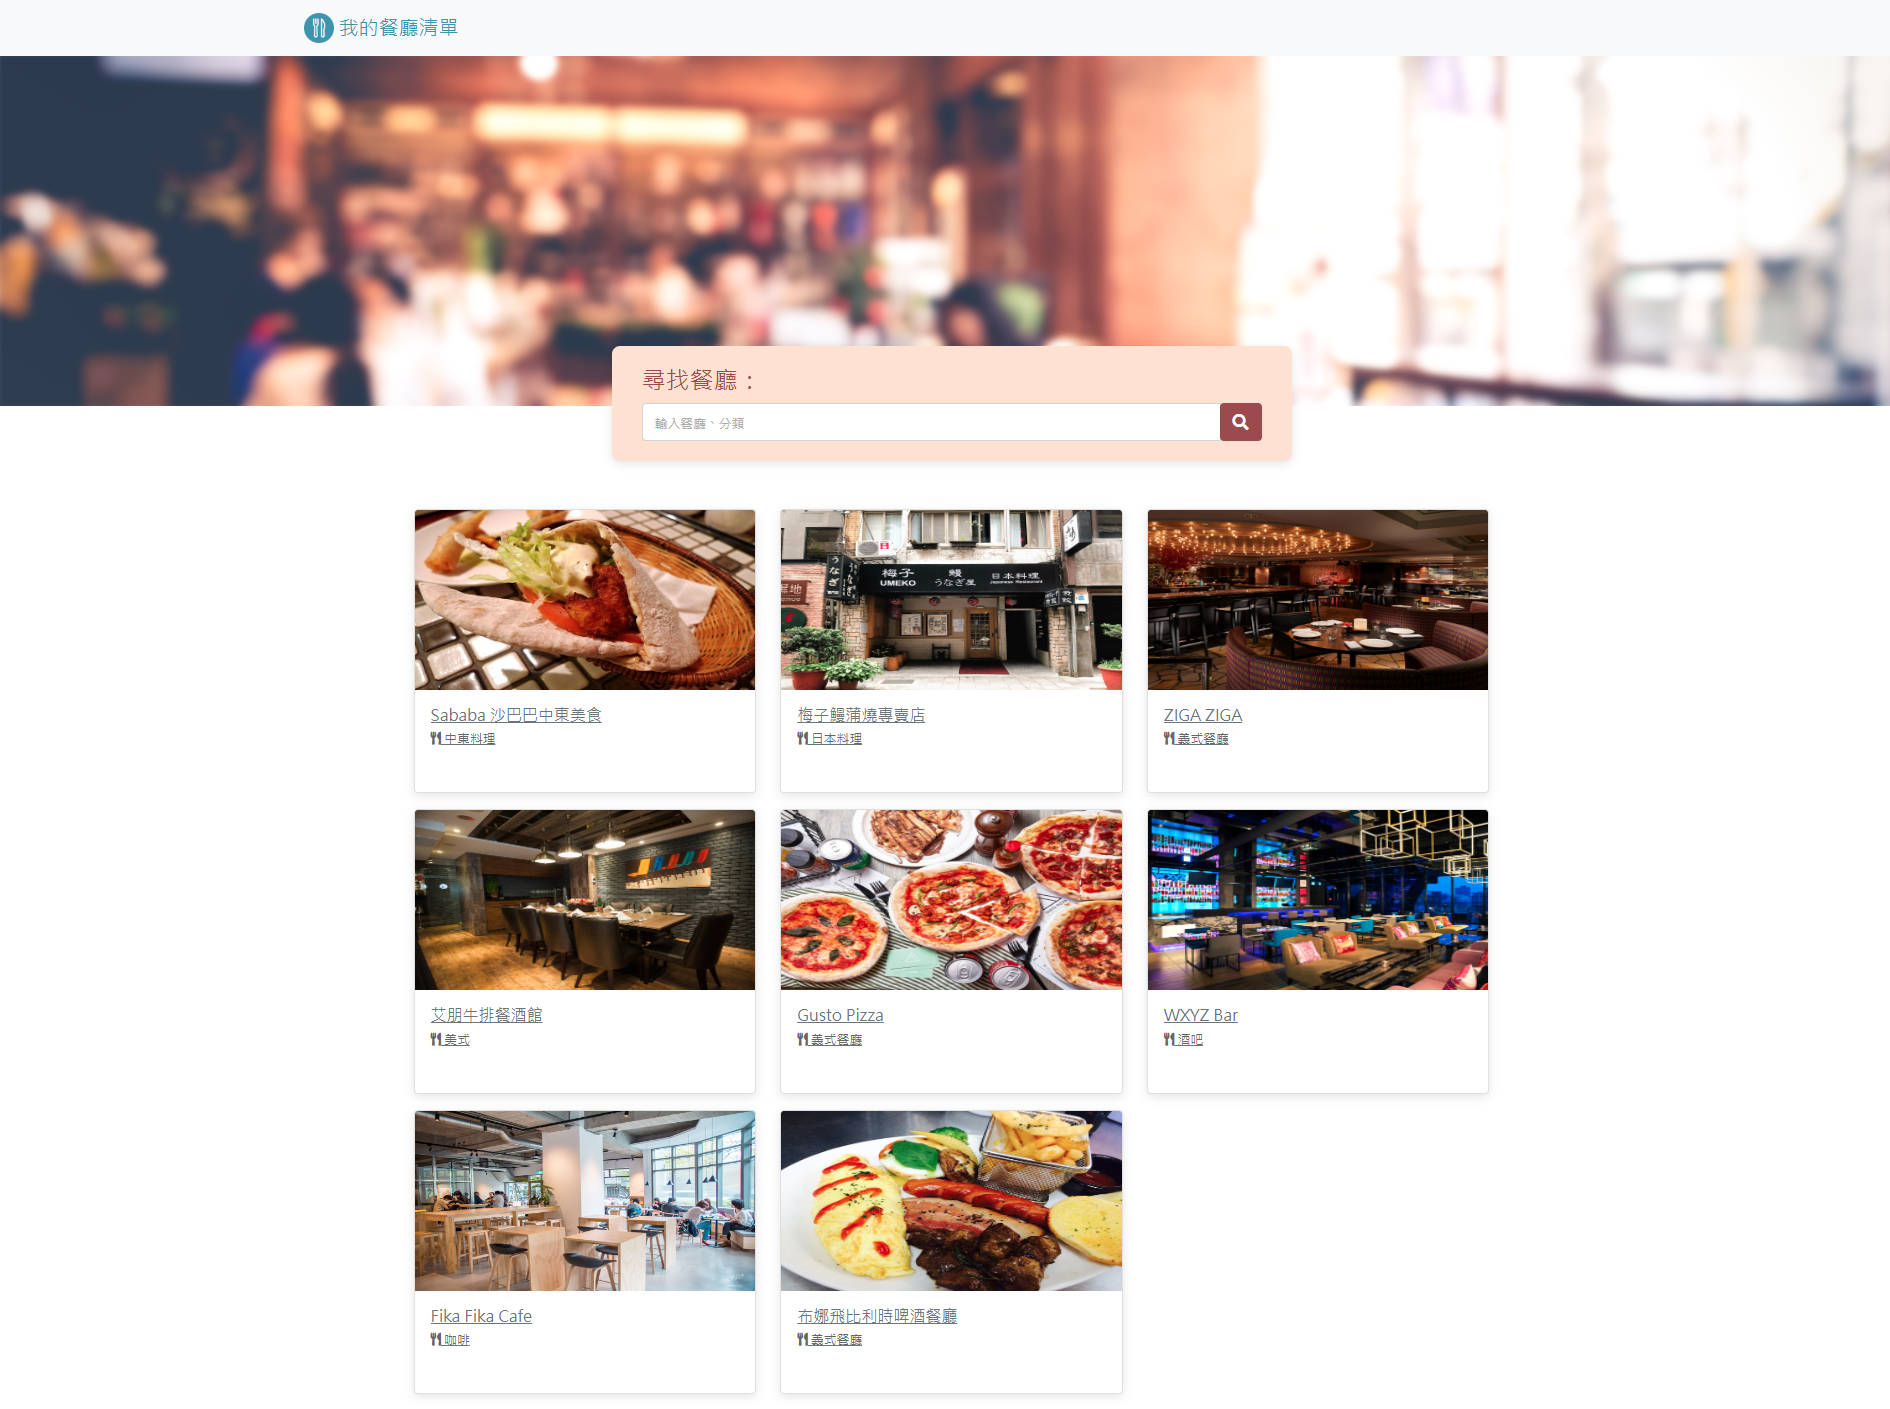 我的餐廳清單
尋找餐廳：
輸入餐廳、分類
梅子 鰻 日本料理
UMEKO うなぎ屋 Japanese Restaurant
うなぎ
Sababa 沙巴巴中東美食
中東料理
梅子鰻蒲燒專賣店
日本料理
ZIGA ZIGA
義式餐廳
艾朋牛排餐酒館
美式
Gusto Pizza
義式餐廳
WXYZ Bar
酒吧
Fika Fika Cafe
咖啡
布娜飛比利時啤酒餐廳
義式餐廳